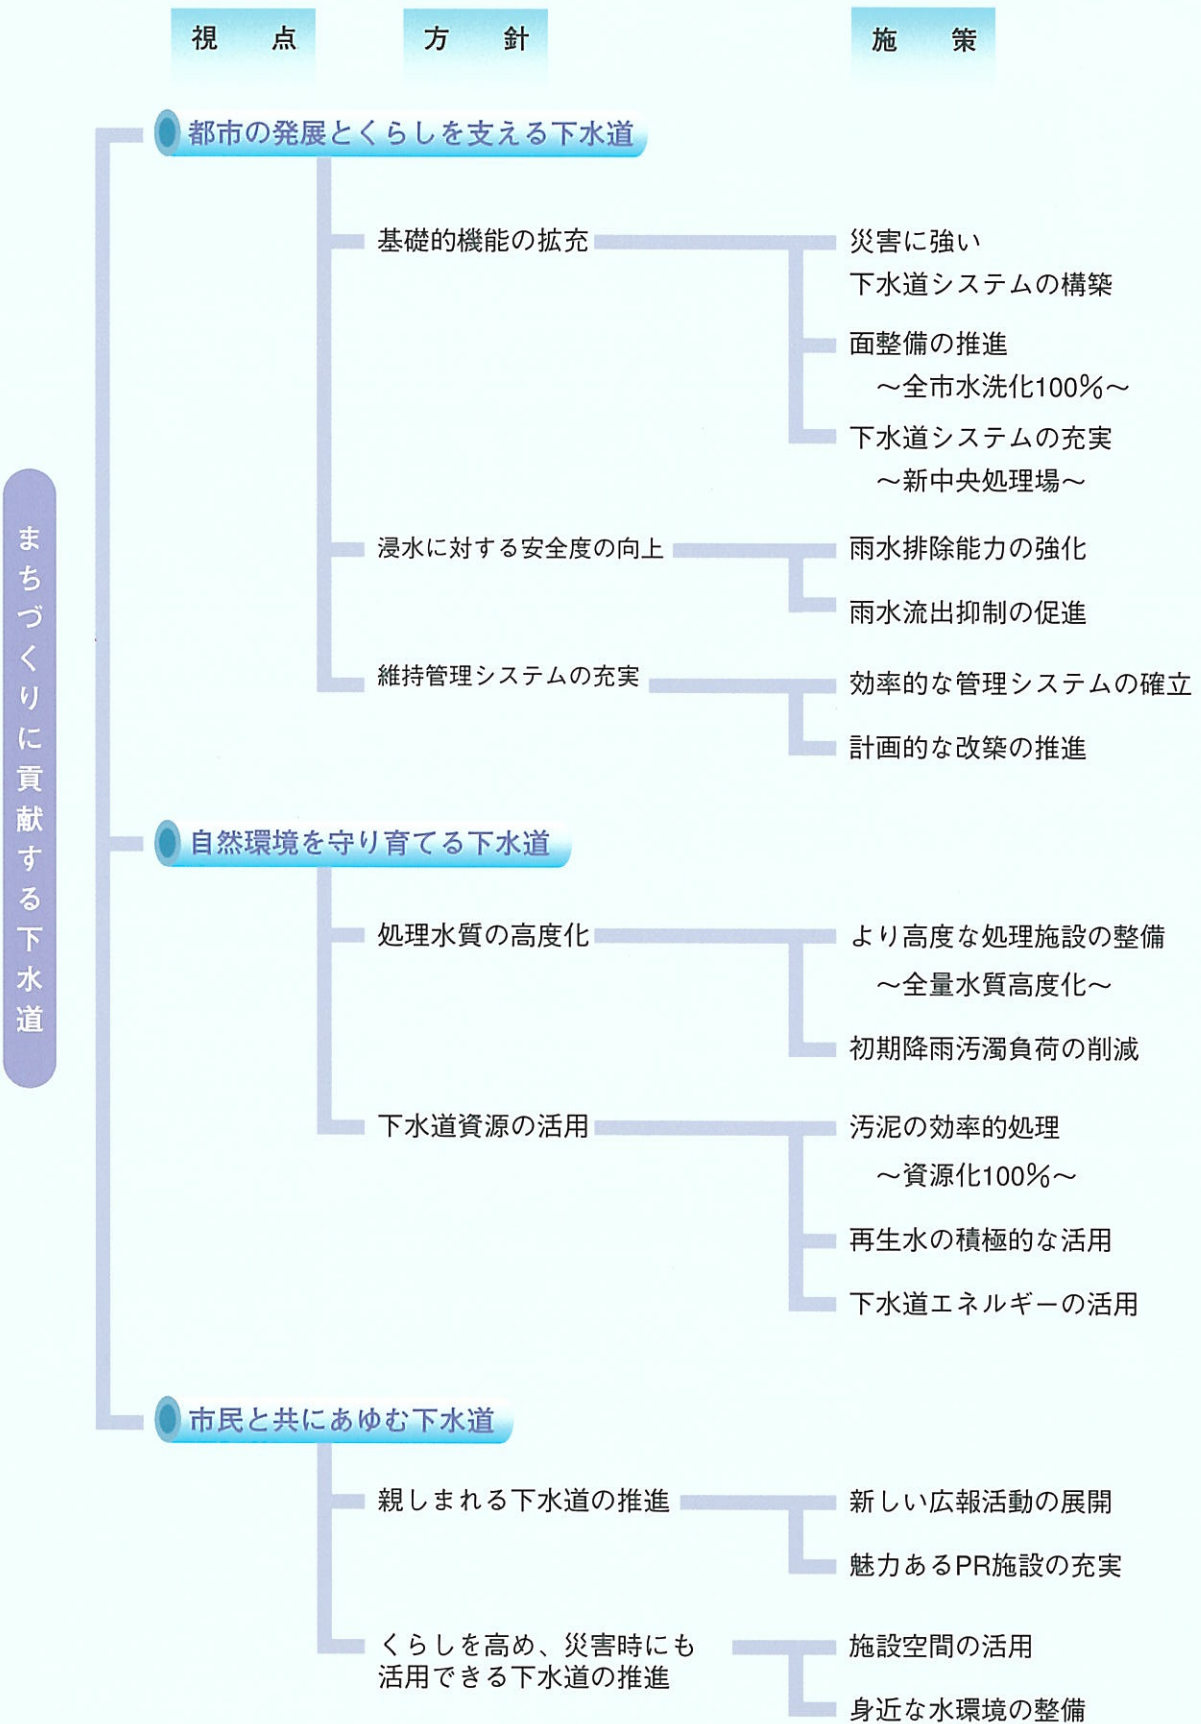 視点 方針 施策
まちづくりに貢献する下水道
都市の発展とくらしを支える下水道
基礎的機能の拡充
災害に強い
下水道システムの構築
面整備の推進
～全市水洗化100%～
下水道システムの充実
～新中央処理場～
浸水に対する安全度の向上
雨水排除能力の強化
雨水流出抑制の促進
維持管理システムの充実
効率的な管理システムの確立
計画的な改築の推進
自然環境を守り育てる下水道
処理水質の高度化
より高度な処理施設の整備
～全量水質高度化～
初期降雨汚濁負荷の削減
下水道資源の活用
汚泥の効率的処理
～資源化100%～
再生水の積極的な活用
下水道エネルギーの活用
市民と共にあゆむ下水道
親しまれる下水道の推進
新しい広報活動の展開
魅力あるPR施設の充実
くらしを高め、災害時にも
活用できる下水道の推進
施設空間の活用
身近な水環境の整備